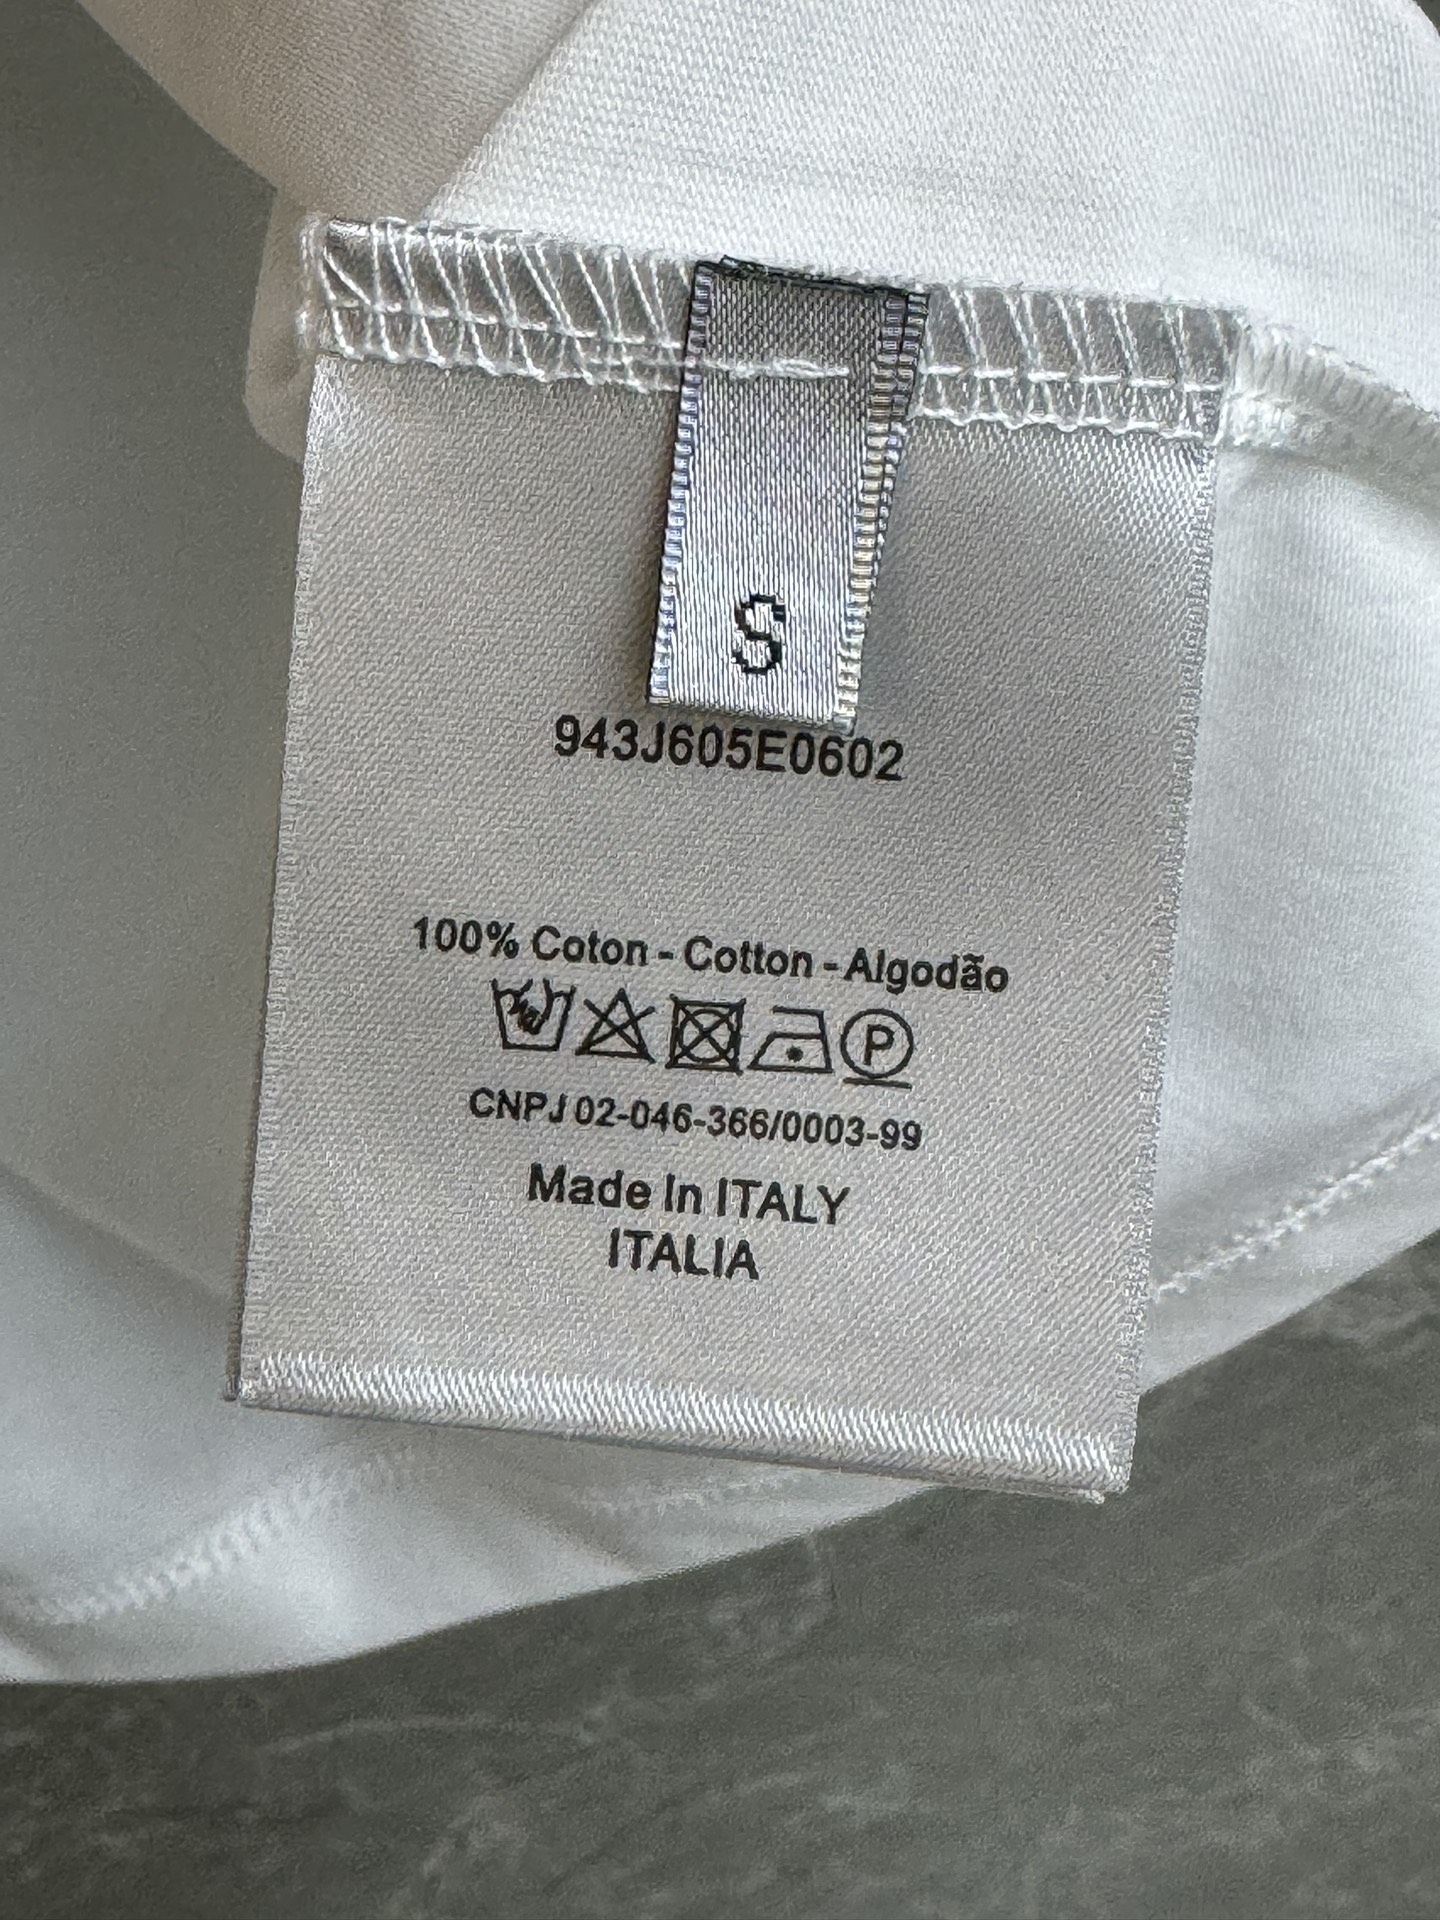 S
943J605E0602
100% Coton - Cotton - Algodão
P
CNPJ 02-046-366/0003-99
Made In ITALY
ITALIA